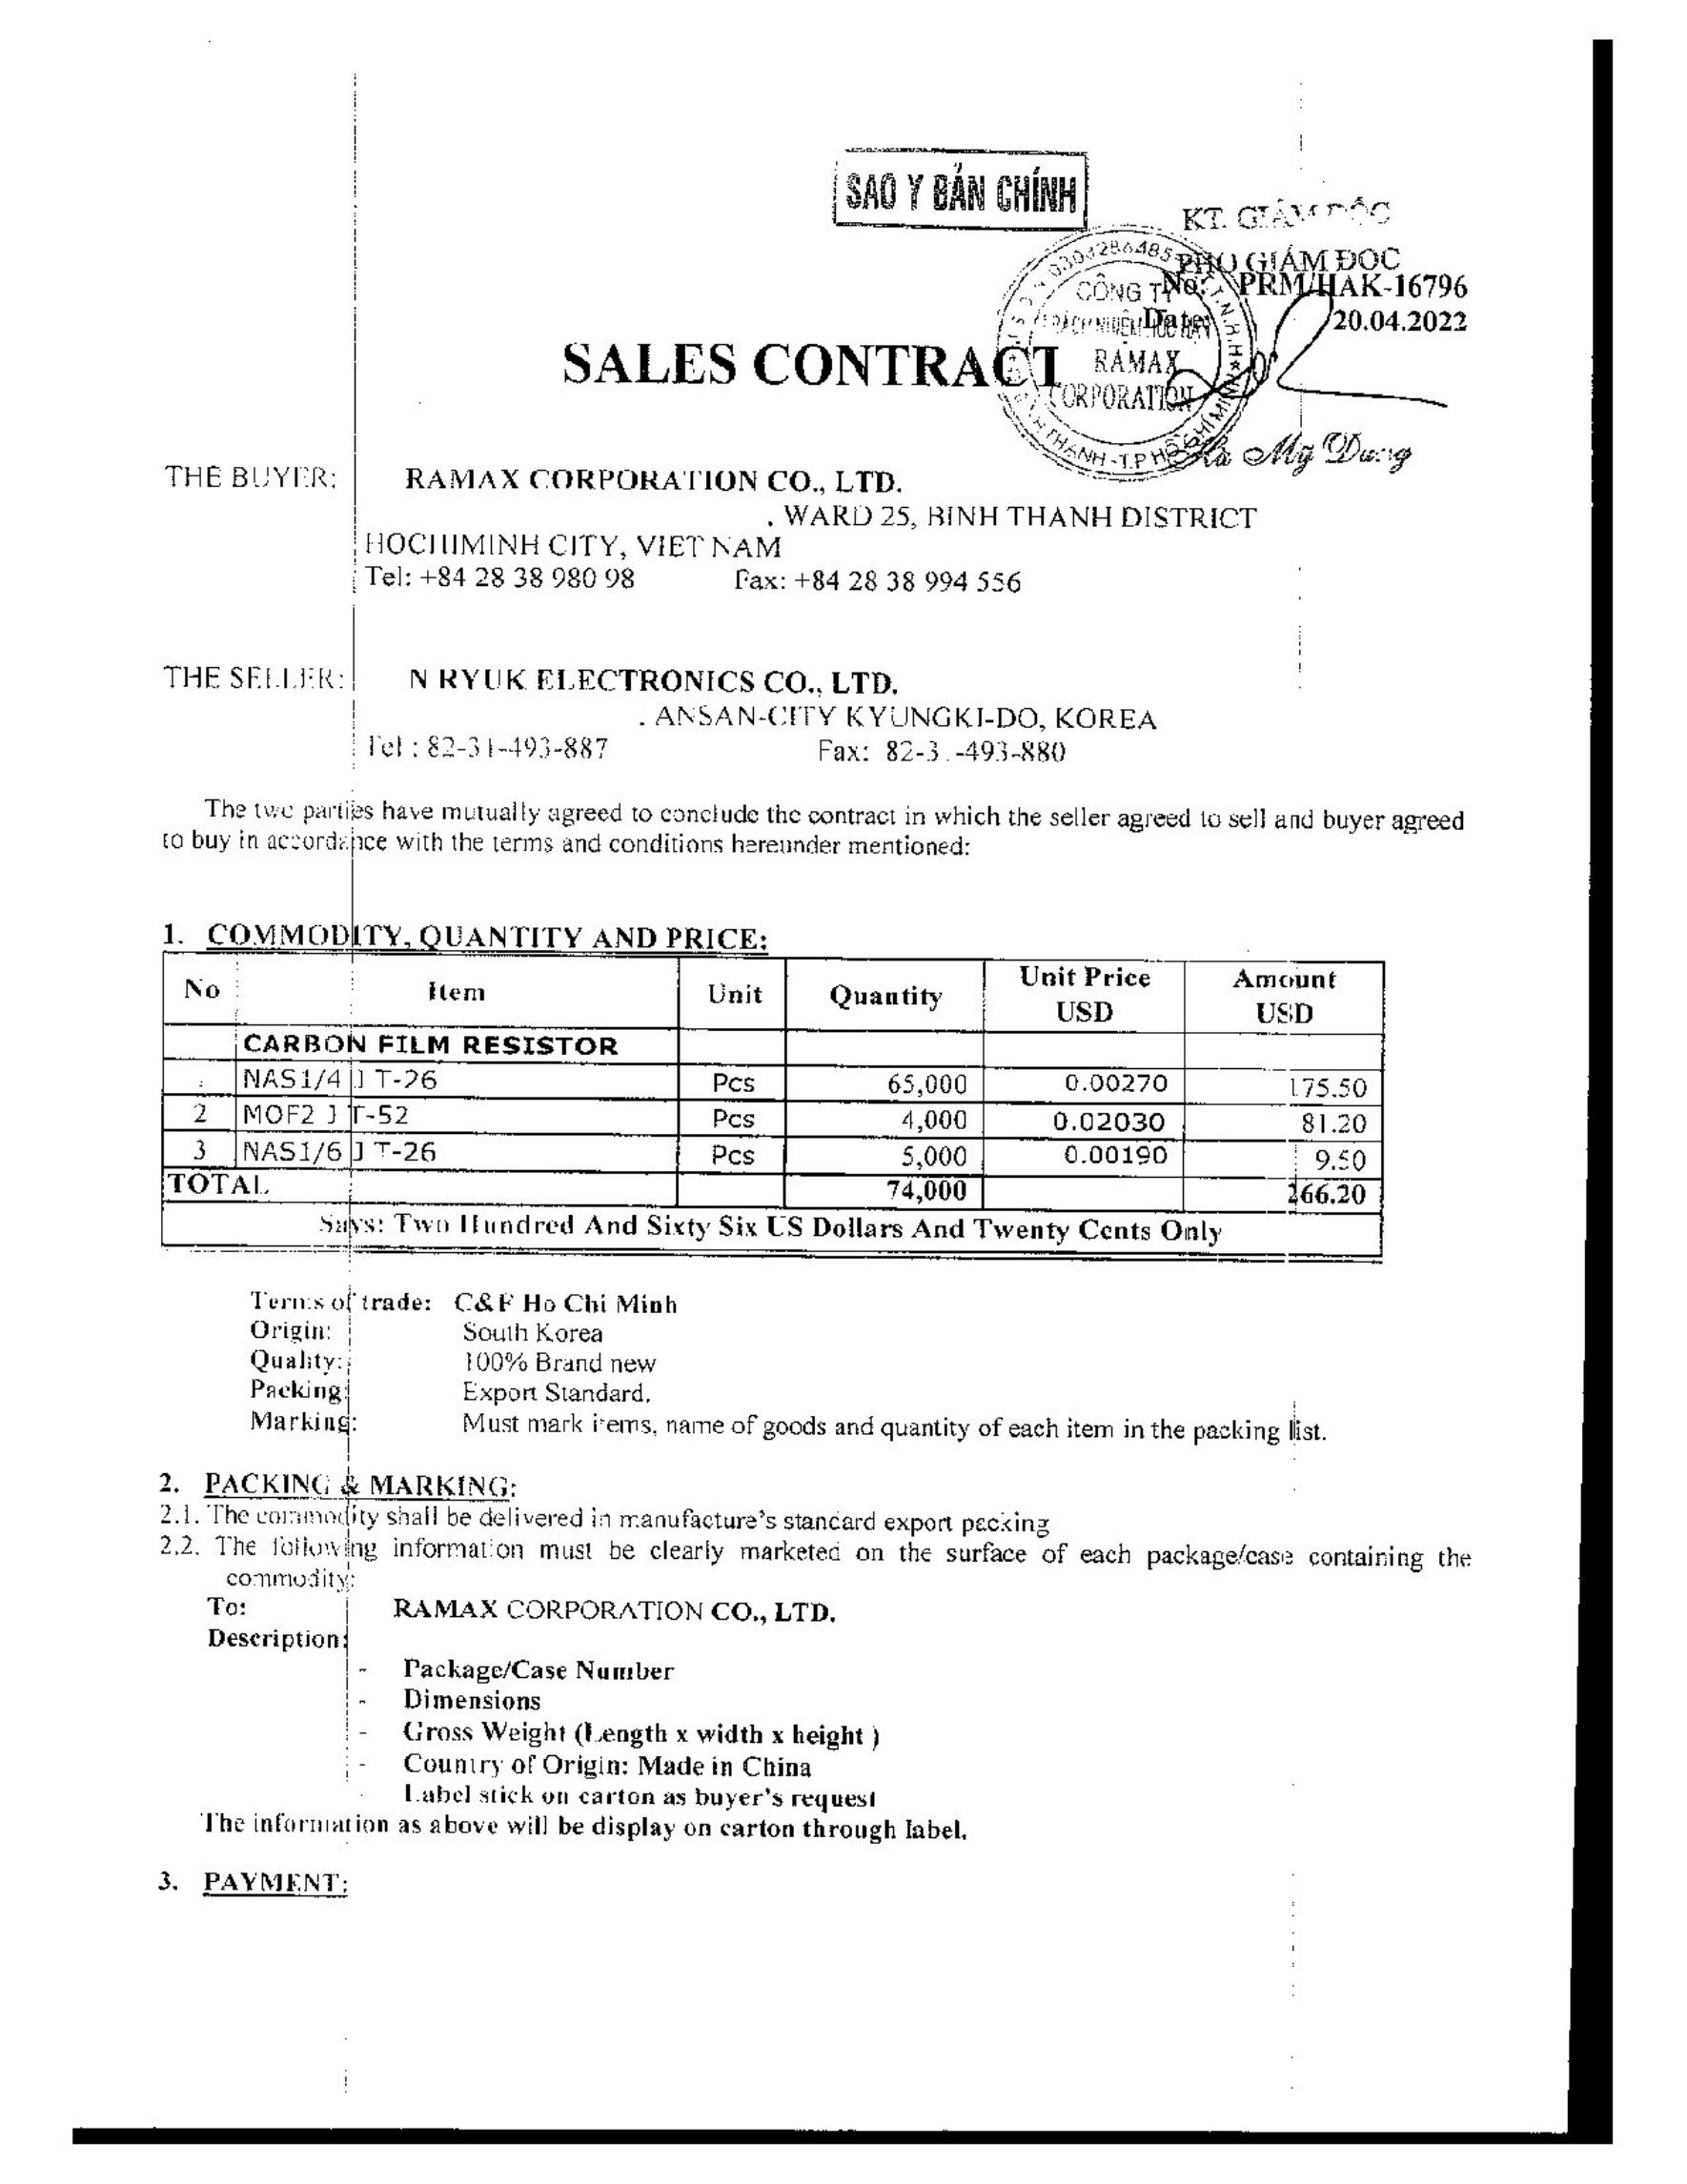 SAO Y BẢN CHÍNH
KT. GIÁM ĐỐC
PHÓ GIÁM ĐỐC
0304286485
CÔNG TY
TRÁCH NHIỆM HỮU HẠN
RAMAX
CORPORATION
No: PRM/HAK-16796
Date: 20.04.2022
SALES CONTRACT
Mỹ Dung
THE BUYER: RAMAX CORPORATION CO., LTD.
. WARD 25, BINH THANH DISTRICT
HOCHIMINH CITY, VIET NAM
Tel: +84 28 38 980 98 Fax: +84 28 38 994 556
THE SELLER: N RYUK ELECTRONICS CO., LTD.
. ANSAN-CITY KYUNGKI-DO, KOREA
Tel : 82-31-493-887 Fax: 82-3 -493-880
The two parties have mutually agreed to conclude the contract in which the seller agreed to sell and buyer agreed
to buy in accordance with the terms and conditions hereunder mentioned:
1. COMMODITY, QUANTITY AND PRICE:
No Item Unit Quantity Unit Price USD Amount USD
CARBON FILM RESISTOR
NAS1/4 J T-26 Pcs 65,000 0.00270 175.50
2 MOF2 J T-52 Pcs 4,000 0.02030 81.20
3 NAS1/6 J T-26 Pcs 5,000 0.00190 9.50
TOTAL 74,000 266.20
Says: Two Hundred And Sixty Six US Dollars And Twenty Cents Only
Terms of trade: C&F Ho Chi Minh
Origin: South Korea
Quality: 100% Brand new
Packing: Export Standard,
Marking: Must mark items, name of goods and quantity of each item in the packing list.
2. PACKING & MARKING:
2.1. The commodity shall be delivered in manufacture's standard export packing
2.2. The following information must be clearly marketed on the surface of each package/case containing the
commodity:
To: RAMAX CORPORATION CO., LTD.
Description:
- Package/Case Number
- Dimensions
- Gross Weight (Length x width x height )
- Country of Origin: Made in China
Label stick on carton as buyer's request
The information as above will be display on carton through label.
3. PAYMENT: